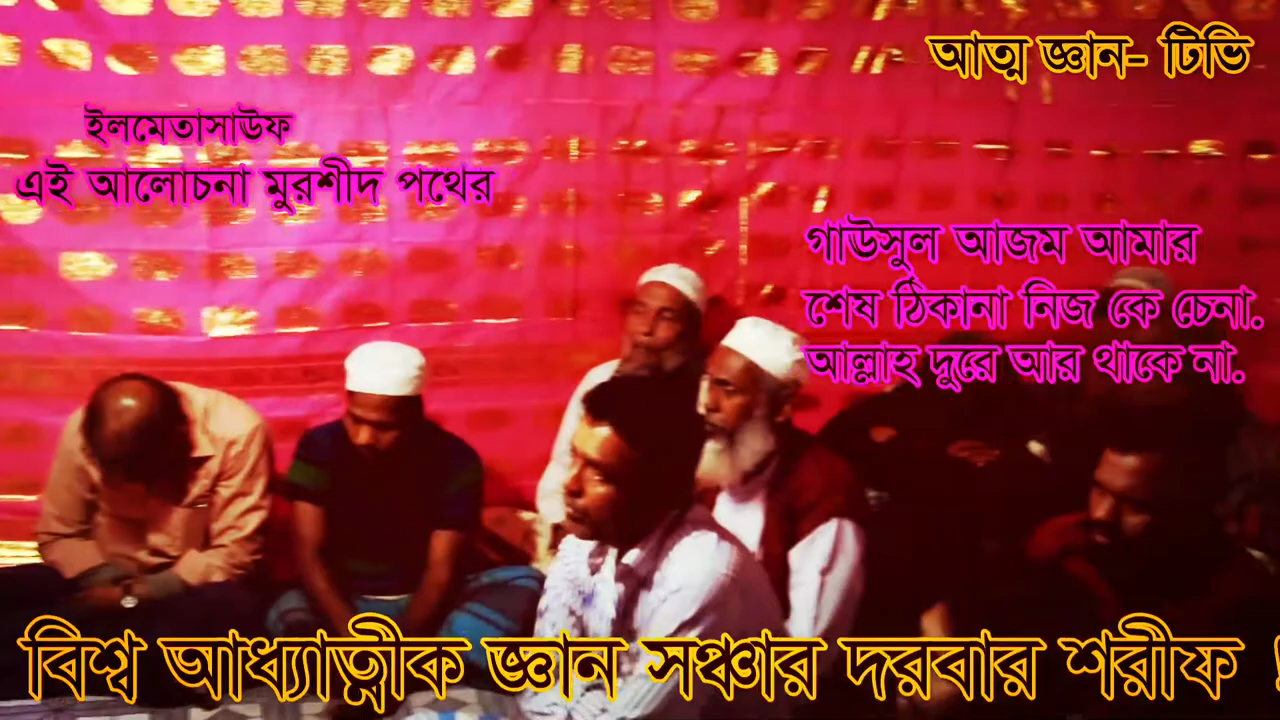 আত্ম জ্ঞান- টিভি
ইলমেতাসাউফ
এই আলোচনা মুরশীদ পথের
গাউসুল আজম আমার
শেষ ঠিকানা নিজ কে চেনা.
আল্লাহ দুরে আর থাকে না.
বিশ্ব আধ্যাত্নীক জ্ঞান সঞ্চার দরবার শরীফ